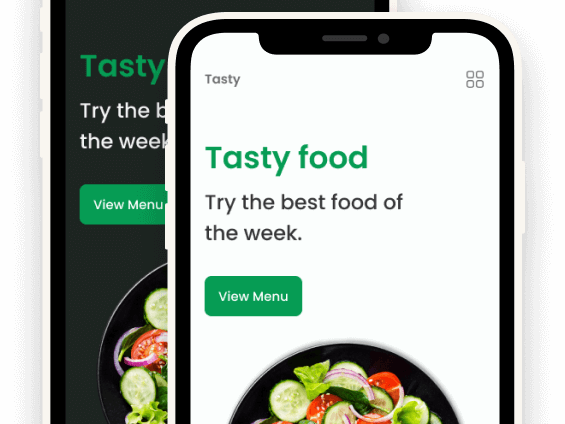 Tasty
Try the
the week
View Menu
Tasty
Tasty food
Try the best food of
the week.
View Menu